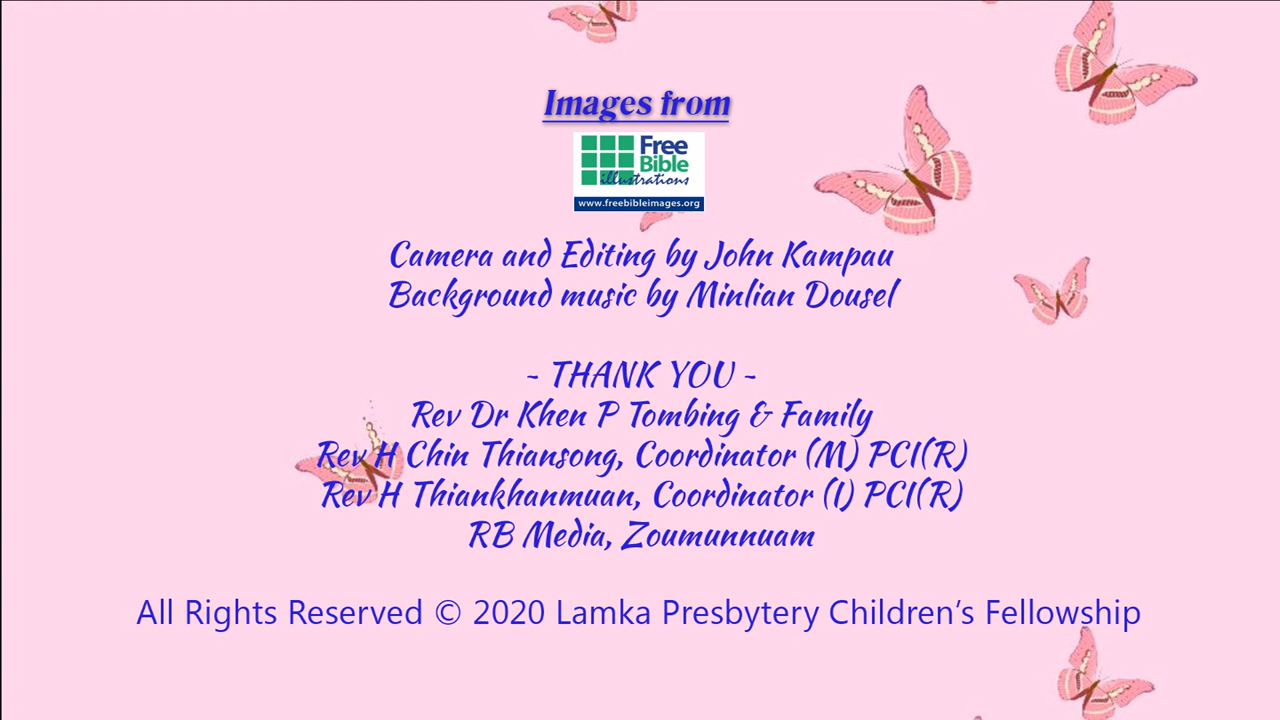 Images from
Free
Bible
illustrations
www.freebibleimages.org
Camera and Editing by John Kampau
Background music by Minlian Dousel
~ THANK YOU ~
Rev Dr Khen P Tombing & Family
Rev H Chin Thiansong, Coordinator (M) PCI(R)
Rev H Thiankhanmuan, Coordinator (I) PCI(R)
RB Media, Zoumunnuam
All Rights Reserved © 2020 Lamka Presbytery Children’s Fellowship